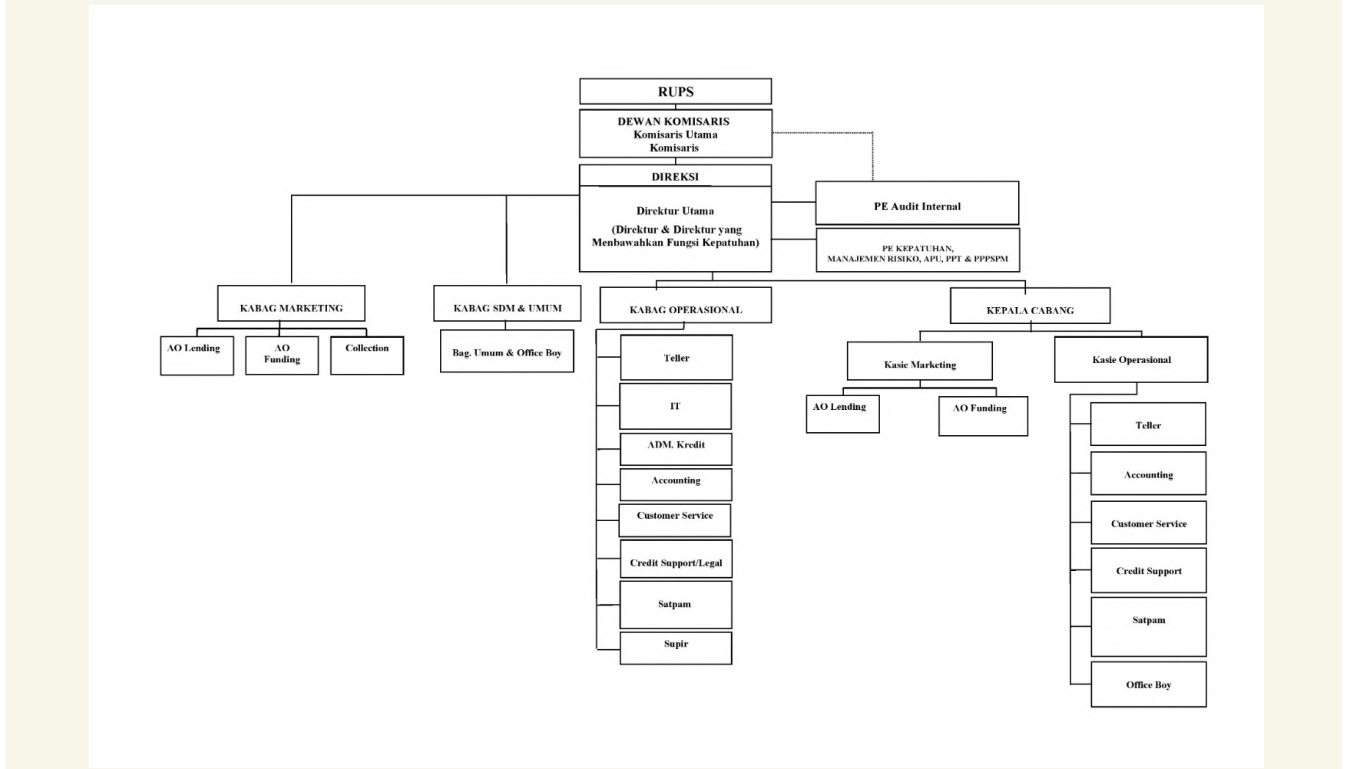 RUPS
DEWAN KOMISARIS
Komisaris Utama
Komisaris
DIREKSI
Direktur Utama
(Direktur & Direktur yang
Menbawahkan Fungsi Kepatuhan)
PE Audit Internal
PE KEPATUHAN,
MANAJEMEN RISIKO, APU, PPT & PPPSPM
KABAG MARKETING
AO Lending
AO
Funding
Collection
KABAG SDM & UMUM
Bag. Umum & Office Boy
KABAG OPERASIONAL
Teller
IT
ADM. Kredit
Accounting
Customer Service
Credit Support/Legal
Satpam
Supir
KEPALA CABANG
Kasie Marketing
AO Lending
AO Funding
Kasie Operasional
Teller
Accounting
Customer Service
Credit Support
Satpam
Office Boy